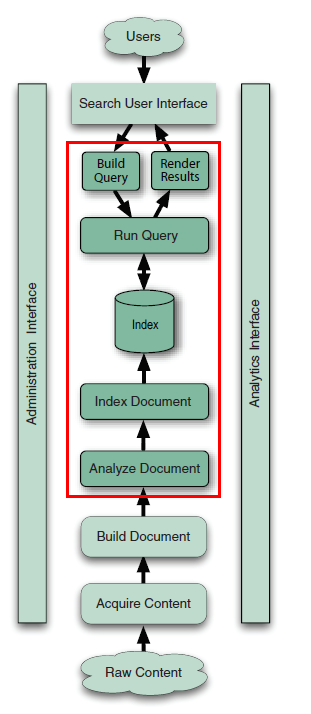 Users
Search User Interface
Build
Query
Render
Results
Run Query
Index
Index Document
Analyze Document
Build Document
Acquire Content
Raw Content
Administration Interface
Analytics Interface